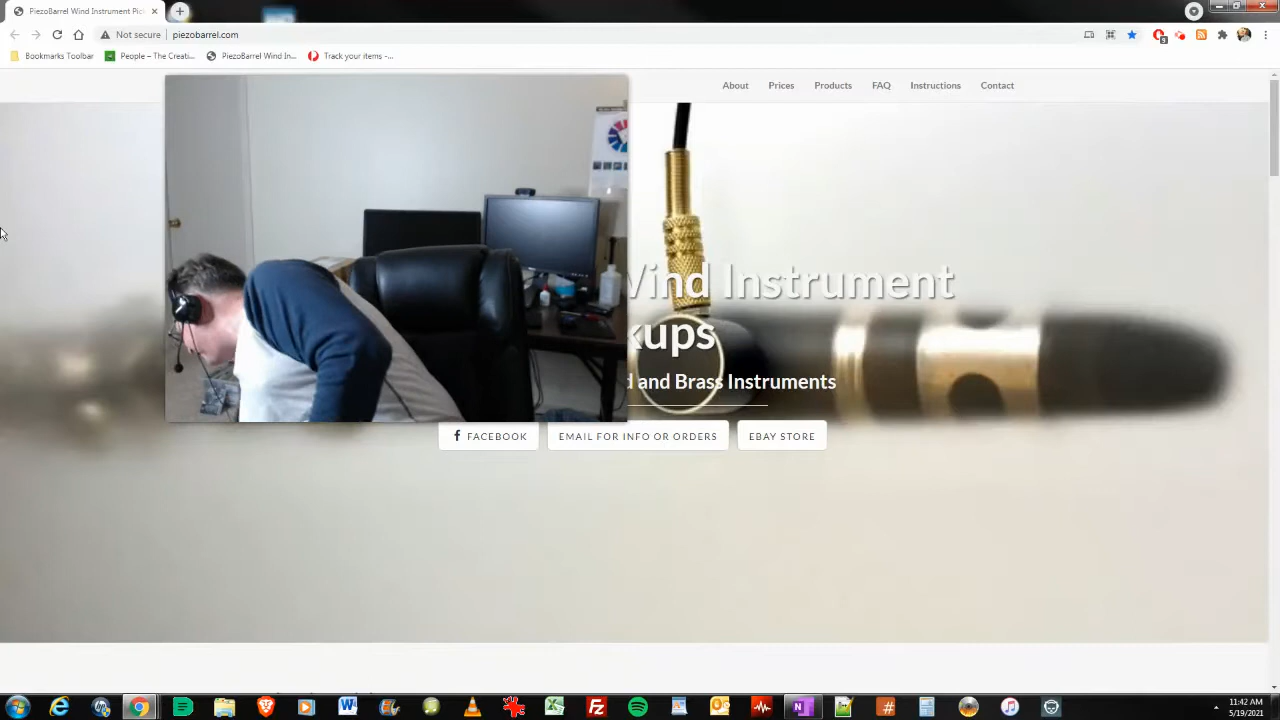 PiezoBarrel Wind Instrument Pic
Not secure | piezobarrel.com
Bookmarks Toolbar People – The Creati... PiezoBarrel Wind In... Track your items -...
About Prices Products FAQ Instructions Contact
Wind Instrument
kups
d and Brass Instruments
FACEBOOK EMAIL FOR INFO OR ORDERS EBAY STORE
11:42 AM
5/19/2021